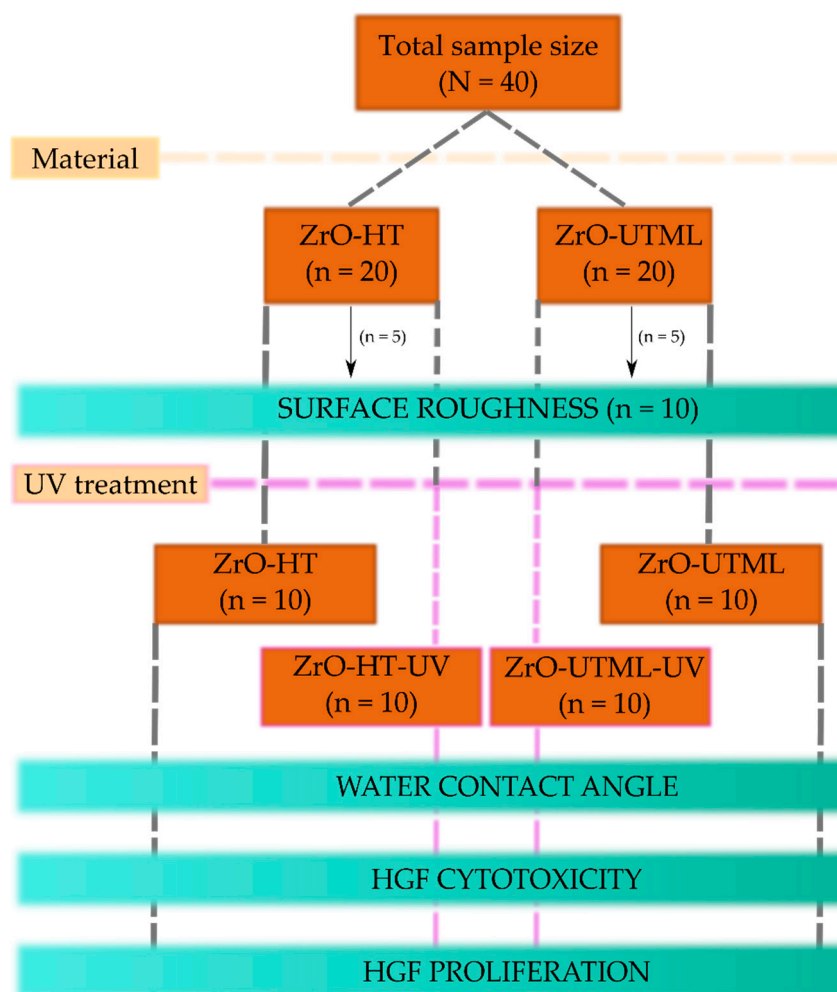 Total sample size
(N = 40)
Material
ZrO-HT
(n = 20)
ZrO-UTML
(n = 20)
(n = 5)
(n = 5)
SURFACE ROUGHNESS (n = 10)
UV treatment
ZrO-HT
(n = 10)
ZrO-UTML
(n = 10)
ZrO-HT-UV
(n = 10)
ZrO-UTML-UV
(n = 10)
WATER CONTACT ANGLE
HGF CYTOTOXICITY
HGF PROLIFERATION